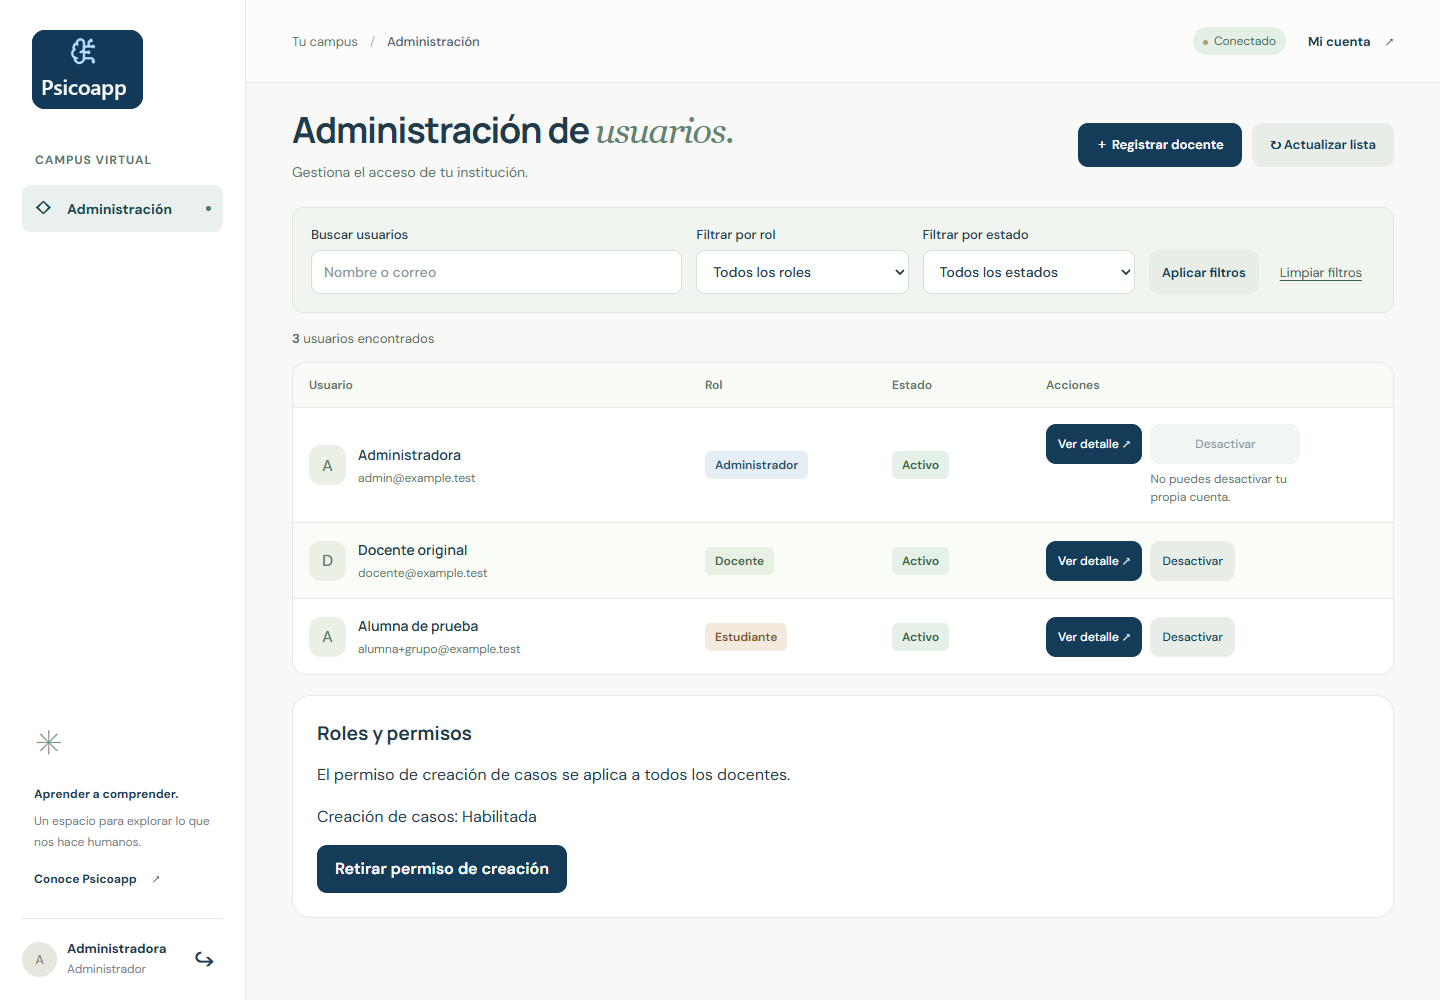 Psicoapp
CAMPUS VIRTUAL
Administración
Aprender a comprender.
Un espacio para explorar lo que
nos hace humanos.
Conoce Psicoapp ↗
A
Administradora
Administrador
Tu campus / Administración
Conectado
Mi cuenta ↗
Administración de usuarios.
Gestiona el acceso de tu institución.
+ Registrar docente
↻ Actualizar lista
Buscar usuarios
Nombre o correo
Filtrar por rol
Todos los roles
Filtrar por estado
Todos los estados
Aplicar filtros
Limpiar filtros
3 usuarios encontrados
Usuario Rol Estado Acciones
A
Administradora
admin@example.test
Administrador
Activo
Ver detalle ↗
Desactivar
No puedes desactivar tu
propia cuenta.
D
Docente original
docente@example.test
Docente
Activo
Ver detalle ↗
Desactivar
A
Alumna de prueba
alumna+grupo@example.test
Estudiante
Activo
Ver detalle ↗
Desactivar
Roles y permisos
El permiso de creación de casos se aplica a todos los docentes.
Creación de casos: Habilitada
Retirar permiso de creación